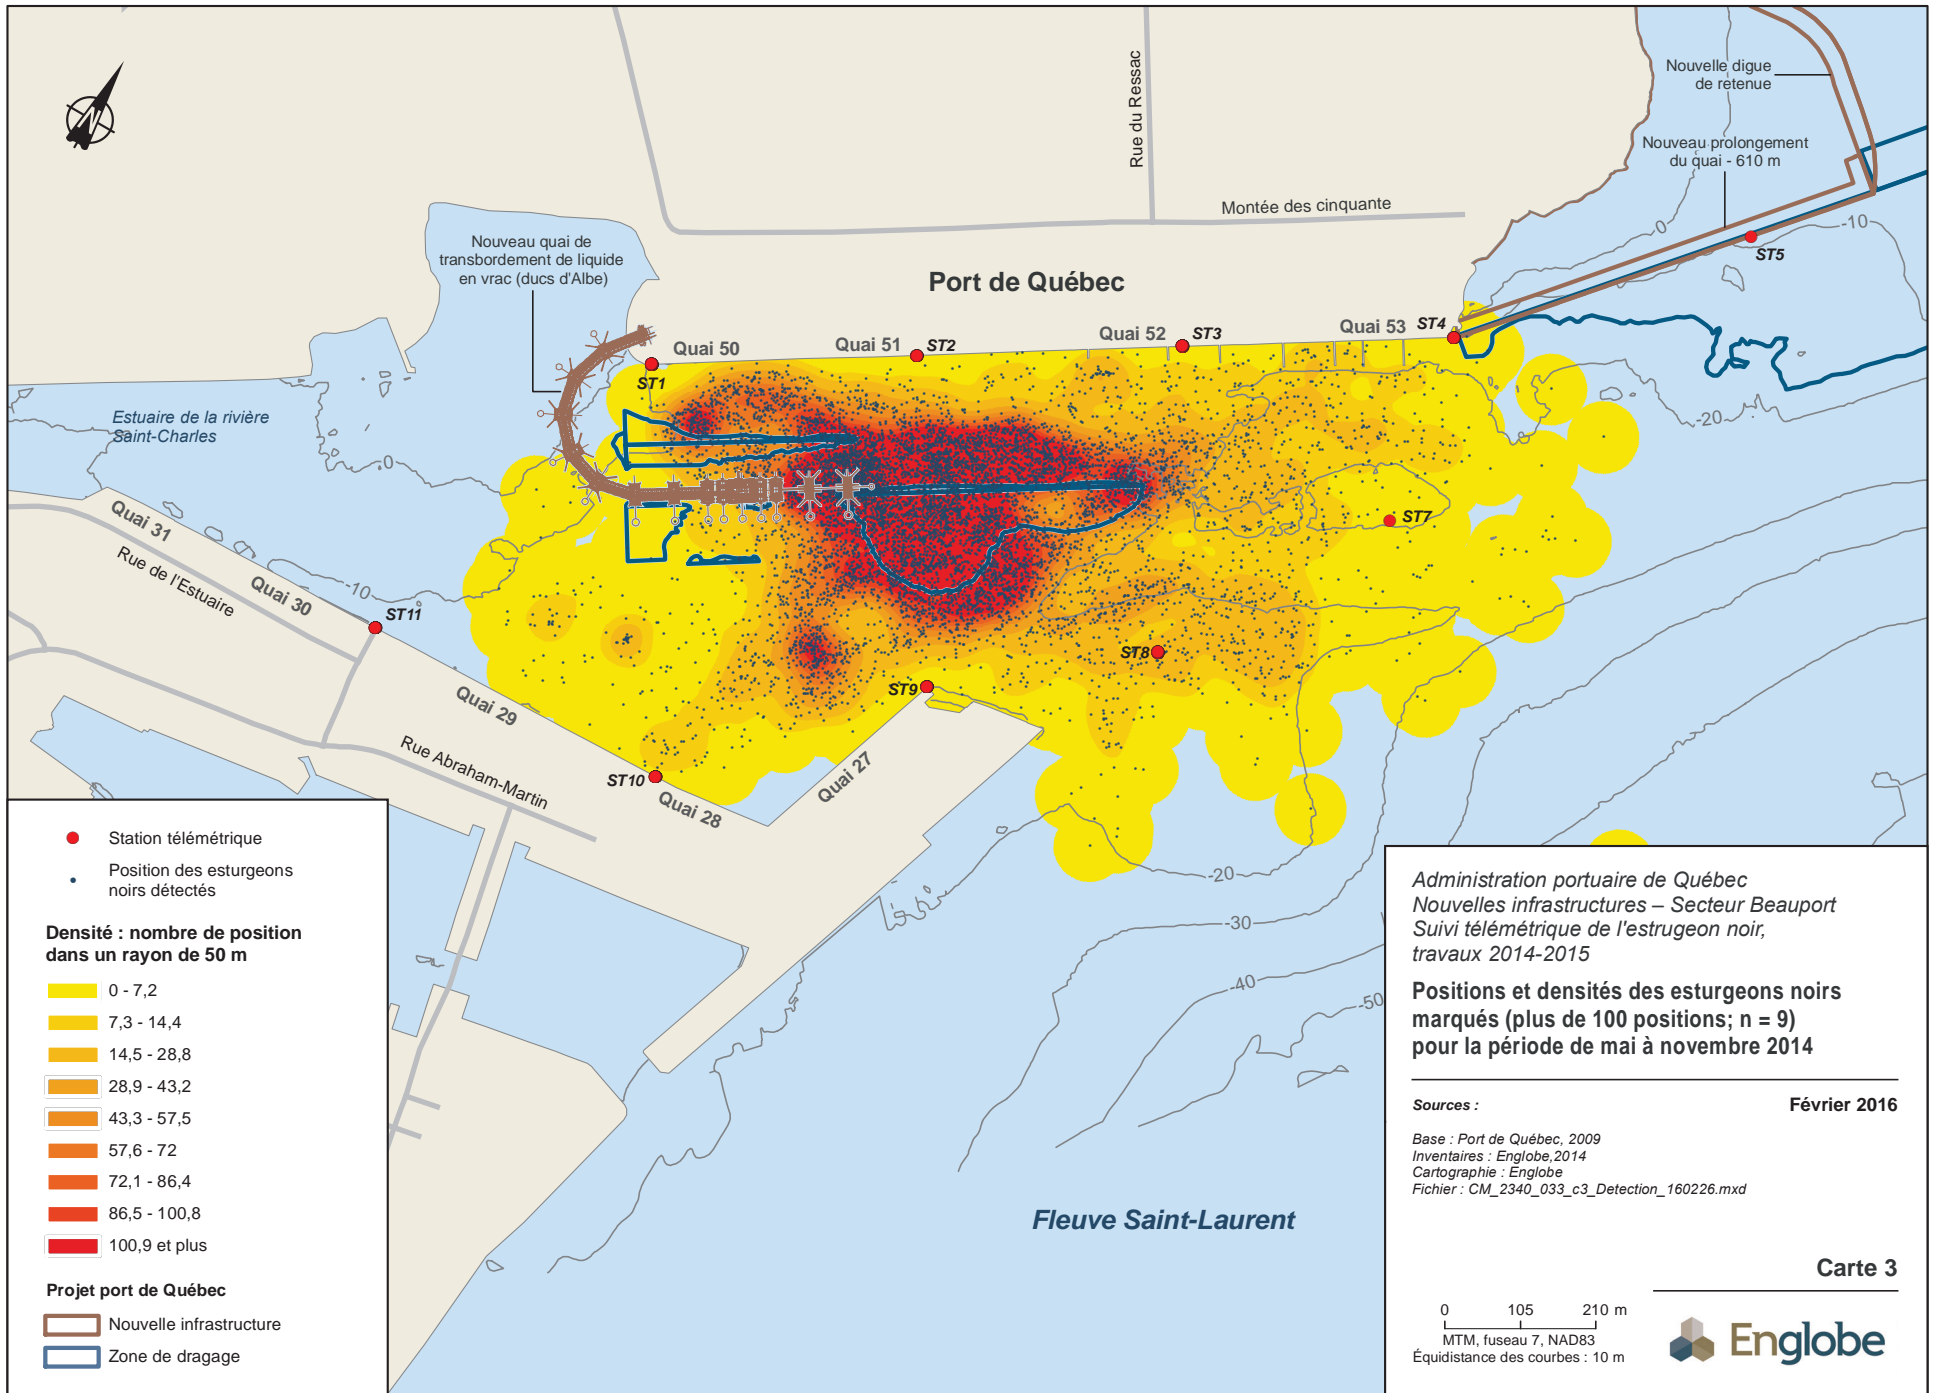 N
Nouvelle digue
de retenue
Rue du Ressac
Nouveau prolongement
du quai - 610 m
Montée des cinquante
0
-10
ST5
Nouveau quai de
transbordement de liquide
en vrac (ducs d'Albe)
Port de Québec
Quai 50
Quai 51
ST2
Quai 52
ST3
Quai 53
ST4
ST1
-20
Estuaire de la rivière
Saint-Charles
0
Quai 31
Rue de l'Estuaire
Quai 30
-10
ST11
ST7
ST8
ST9
Quai 29
Rue Abraham-Martin
ST10
Quai 28
Quai 27
-20
-30
-40
-50
Fleuve Saint-Laurent
Station télémétrique
Position des esturgeons
noirs détectés
Densité : nombre de position
dans un rayon de 50 m
0 - 7,2
7,3 - 14,4
14,5 - 28,8
28,9 - 43,2
43,3 - 57,5
57,6 - 72
72,1 - 86,4
86,5 - 100,8
100,9 et plus
Projet port de Québec
Nouvelle infrastructure
Zone de dragage
Administration portuaire de Québec
Nouvelles infrastructures – Secteur Beauport
Suivi télémétrique de l'estrugeon noir,
travaux 2014-2015
Positions et densités des esturgeons noirs
marqués (plus de 100 positions; n = 9)
pour la période de mai à novembre 2014
Sources :
Février 2016
Base : Port de Québec, 2009
Inventaires : Englobe,2014
Cartographie : Englobe
Fichier : CM_2340_033_c3_Detection_160226.mxd
Carte 3
0 105 210 m
MTM, fuseau 7, NAD83
Équidistance des courbes : 10 m
Englobe